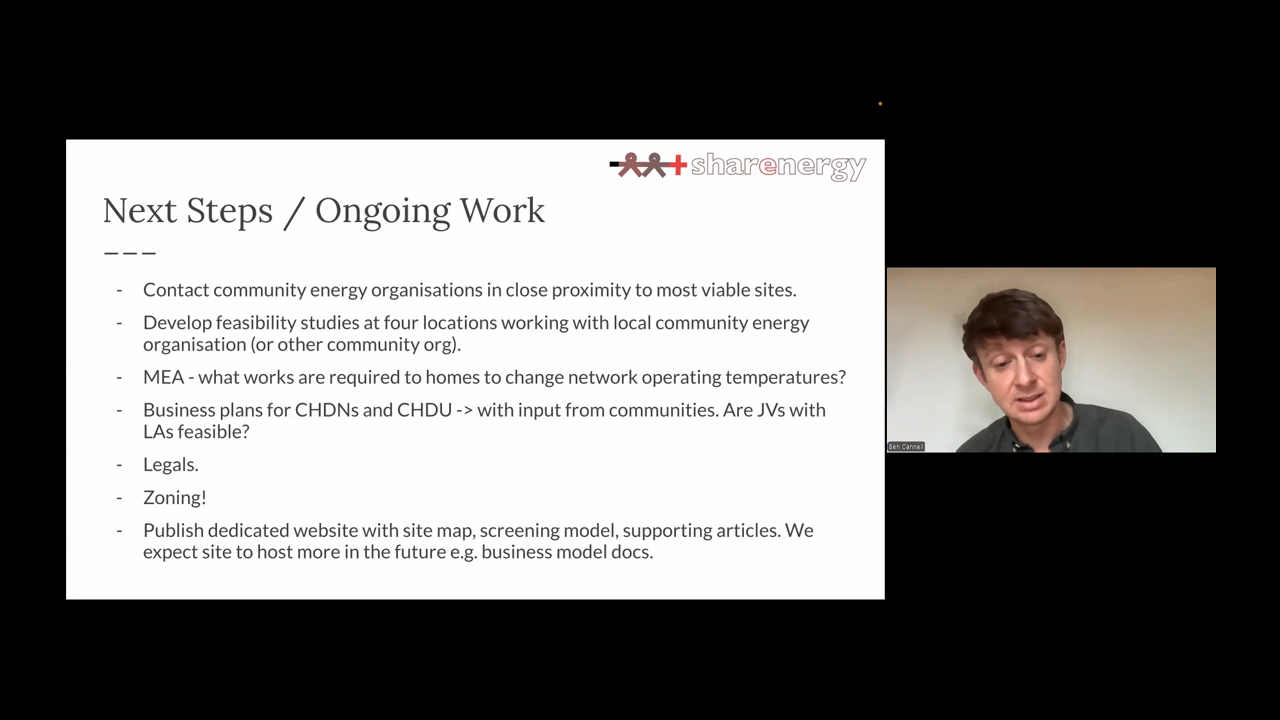 sharenergy
Next Steps / Ongoing Work
- Contact community energy organisations in close proximity to most viable sites.
- Develop feasibility studies at four locations working with local community energy
organisation (or other community org).
- MEA - what works are required to homes to change network operating temperatures?
- Business plans for CHDNs and CHDU -> with input from communities. Are JVs with
LAs feasible?
- Legals.
- Zoning!
- Publish dedicated website with site map, screening model, supporting articles. We
expect site to host more in the future e.g. business model docs.
Ben Cannell